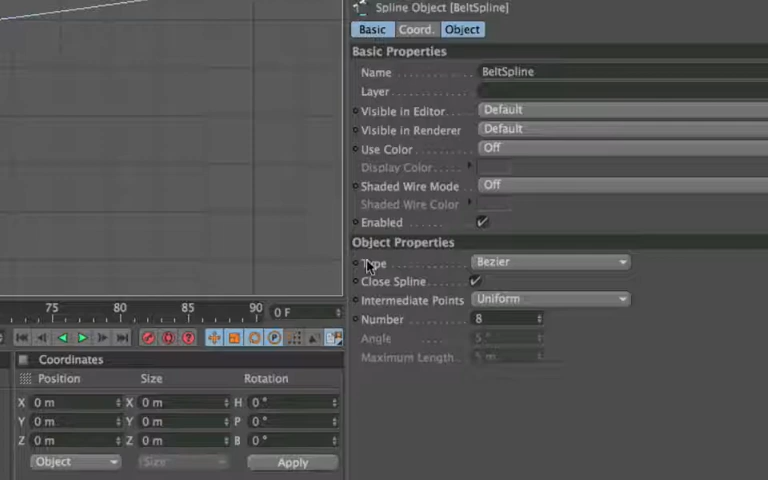 Spline Object [BeltSpline]
Basic Coord. Object
Basic Properties
Name BeltSpline
Layer
Visible in Editor Default
Visible in Renderer Default
Use Color Off
Display Color
Shaded Wire Mode Off
Shaded Wire Color
Enabled
Object Properties
Type Bezier
Close Spline
Intermediate Points Uniform
Number 8
Angle 5 °
Maximum Length 5 m
75 80 85 90 0 F
Coordinates
Position Size Rotation
X 0 m X 0 m H 0 °
Y 0 m Y 0 m P 0 °
Z 0 m Z 0 m B 0 °
Object Size Apply